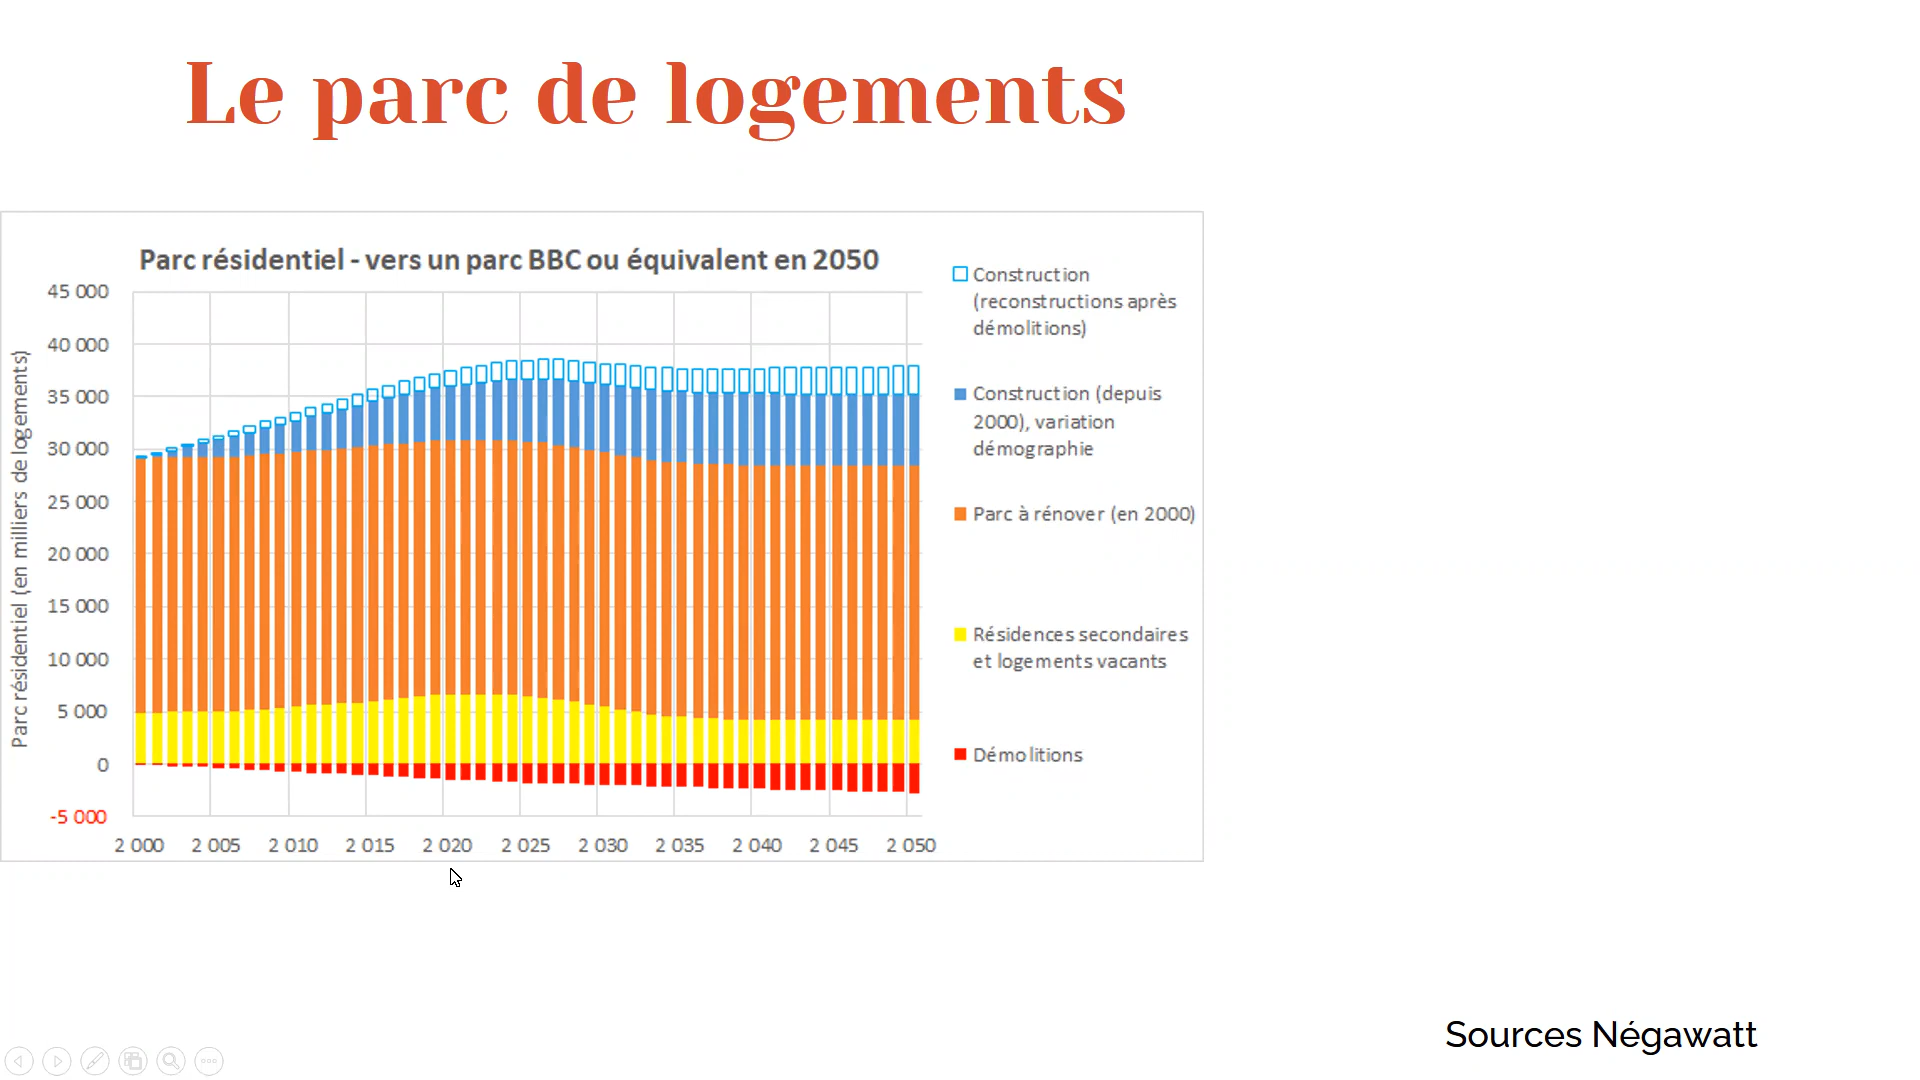 Le parc de logements
Parc résidentiel - vers un parc BBC ou équivalent en 2050
Parc résidentiel (en milliers de logements)
45 000
40 000
35 000
30 000
25 000
20 000
15 000
10 000
5 000
0
-5 000
2 000 2 005 2 010 2 015 2 020 2 025 2 030 2 035 2 040 2 045 2 050
Construction
(reconstructions après
démolitions)
Construction (depuis
2000), variation
démographie
Parc à rénover (en 2000)
Résidences secondaires
et logements vacants
Démolitions
Sources Négawatt